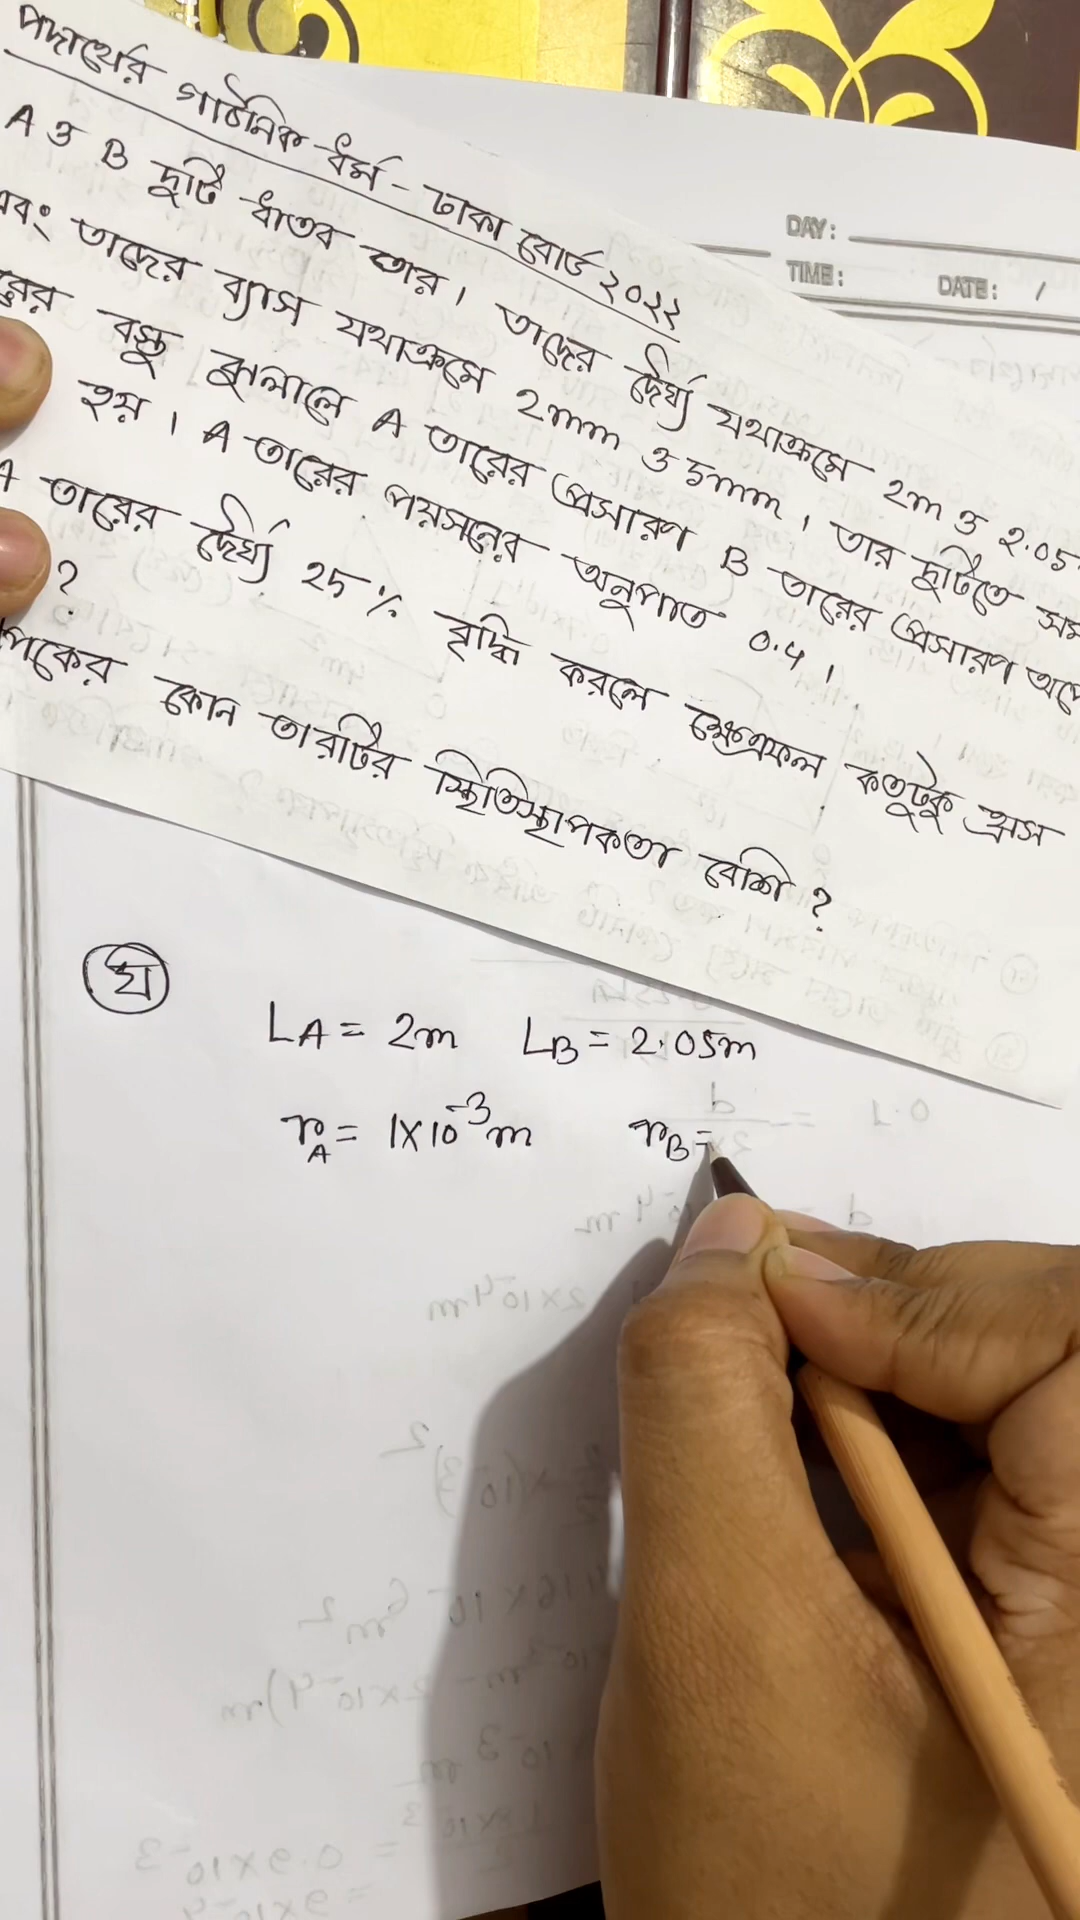 পদার্থের গাঠনিক ধর্ম - ঢাকা বোর্ড ২০২২
A ও B দুটি ধাতব তার। তাদের দৈর্ঘ্য যথাক্রমে 2m ও 2.05
এবং তাদের ব্যাস যথাক্রমে 2mm ও 5mm। তার দুটিতে সম
বস্তু ঝুলালে A তারের প্রসারণ B তারের প্রসারণ অপে
হয়। A তারের পয়সনের অনুপাত 0.4।
A তারের দৈর্ঘ্য 25% বৃদ্ধি করলে ক্ষেত্রফল কতটুকু হ্রাস
?
কোন তারটির স্থিতিস্থাপকতা বেশি?
DAY:
TIME: DATE: /
ঘ
LA = 2m LB = 2.05m
rA = 1×10⁻³m rB =